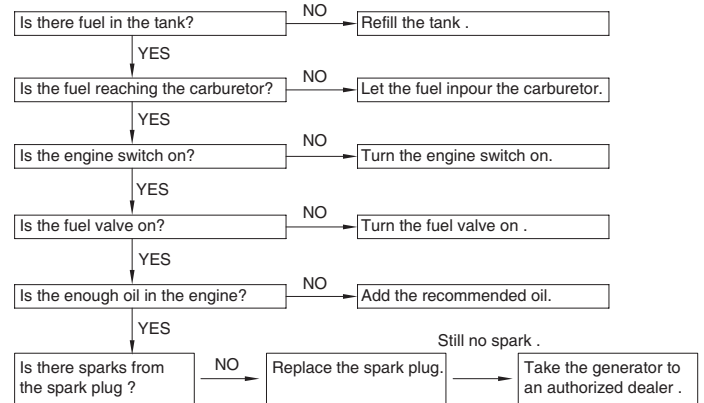 Is there fuel in the tank?
NO
Refill the tank .
YES
Is the fuel reaching the carburetor?
NO
Let the fuel inpour the carburetor.
YES
Is the engine switch on?
NO
Turn the engine switch on.
YES
Is the fuel valve on?
NO
Turn the fuel valve on .
YES
Is the enough oil in the engine?
NO
Add the recommended oil.
YES
Is there sparks from
the spark plug ?
NO
Replace the spark plug.
Still no spark .
Take the generator to
an authorized dealer .